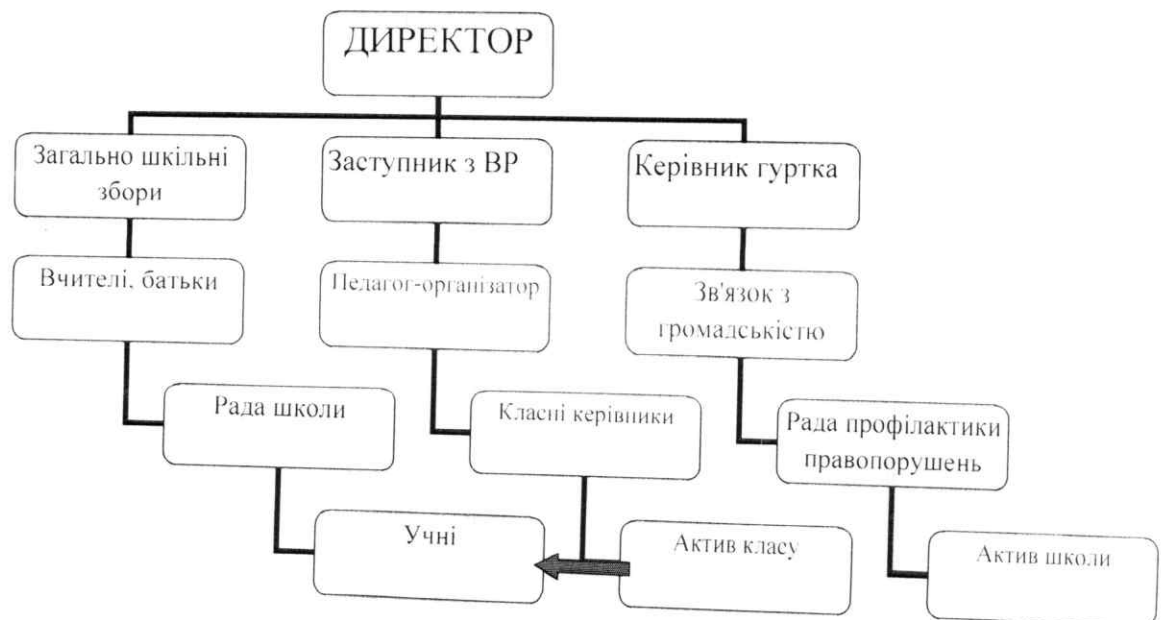 ДИРЕКТОР
Загально шкільні
збори
Заступник з ВР
Керівник гуртка
Вчителі, батьки
Педагог-організатор
Зв'язок з
громадськістю
Рада школи
Класні керівники
Рада профілактики
правопорушень
Учні
Актив класу
Актив школи